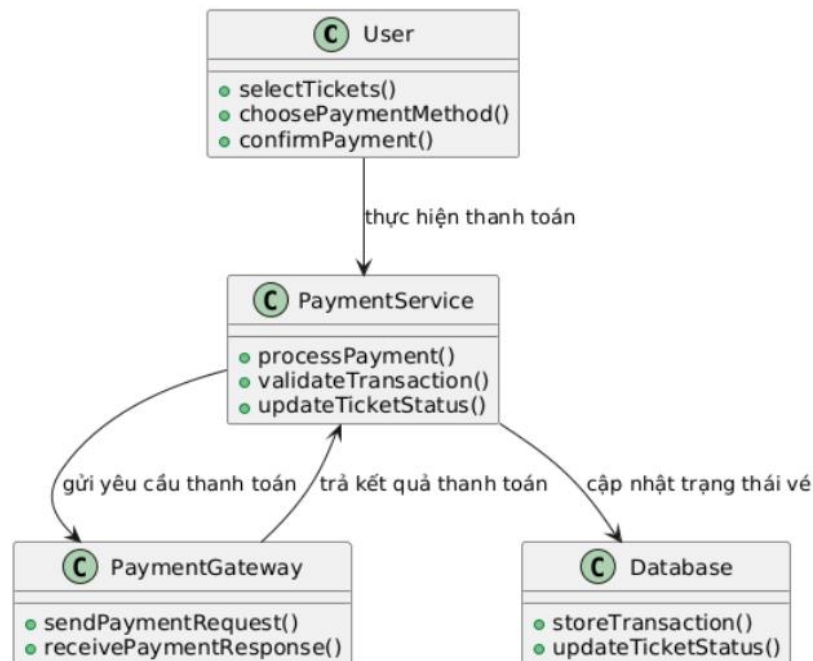 C User
selectTickets()
choosePaymentMethod()
confirmPayment()
thực hiện thanh toán
C PaymentService
processPayment()
validateTransaction()
updateTicketStatus()
gửi yêu cầu thanh toán
trả kết quả thanh toán
cập nhật trạng thái vé
C PaymentGateway
sendPaymentRequest()
receivePaymentResponse()
C Database
storeTransaction()
updateTicketStatus()